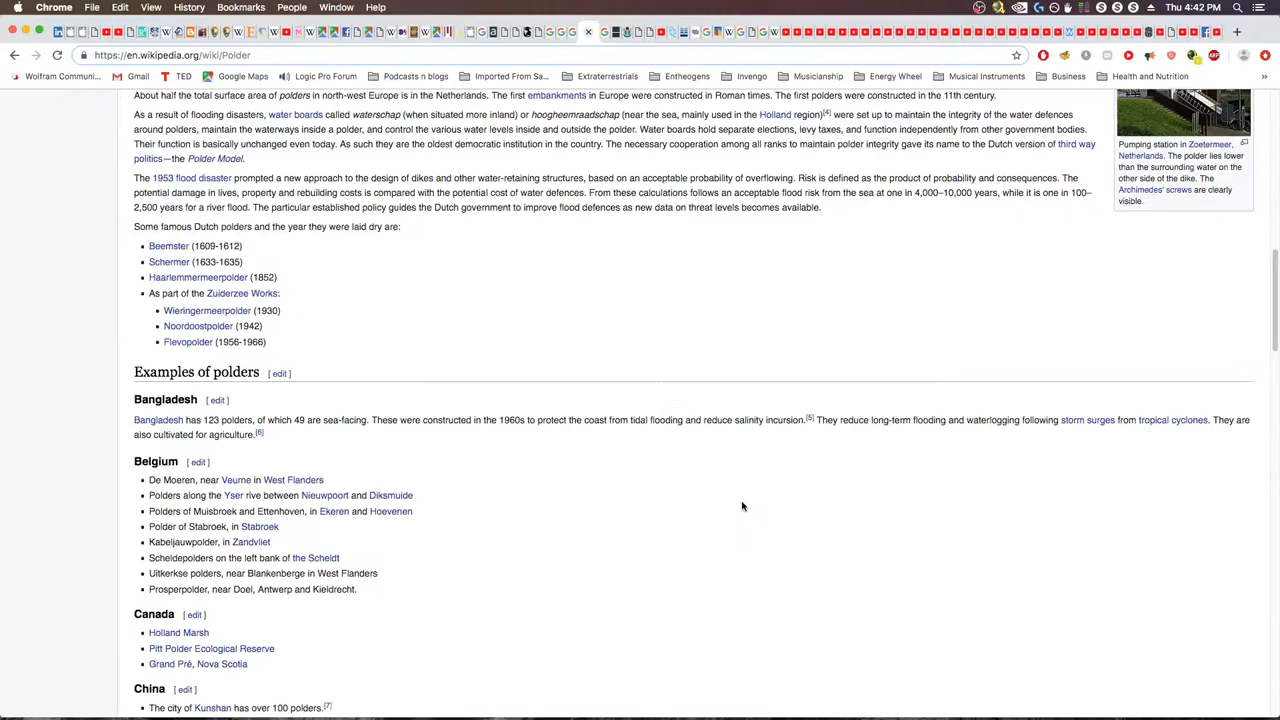 Chrome File Edit View History Bookmarks People Window Help
Thu 4:42 PM
https://en.wikipedia.org/wiki/Polder
Wolfram Communi... Gmail TED Google Maps Logic Pro Forum Podcasts n blogs Imported From Sa... Extraterrestrials Entheogens Invengo Musicianship Energy Wheel Musical Instruments Business Health and Nutrition »
About half the total surface area of polders in north-west Europe is in the Netherlands. The first embankments in Europe were constructed in Roman times. The first polders were constructed in the 11th century.
As a result of flooding disasters, water boards called waterschap (when situated more inland) or hoogheemraadschap (near the sea, mainly used in the Holland region)[4] were set up to maintain the integrity of the water defences
around polders, maintain the waterways inside a polder, and control the various water levels inside and outside the polder. Water boards hold separate elections, levy taxes, and function independently from other government bodies.
Their function is basically unchanged even today. As such they are the oldest democratic institution in the country. The necessary cooperation among all ranks to maintain polder integrity gave its name to the Dutch version of third way
politics—the Polder Model.
The 1953 flood disaster prompted a new approach to the design of dikes and other water-retaining structures, based on an acceptable probability of overflowing. Risk is defined as the product of probability and consequences. The
potential damage in lives, property and rebuilding costs is compared with the potential cost of water defences. From these calculations follows an acceptable flood risk from the sea at one in 4,000–10,000 years, while it is one in 100–
2,500 years for a river flood. The particular established policy guides the Dutch government to improve flood defences as new data on threat levels becomes available.
Pumping station in Zoetermeer,
Netherlands. The polder lies lower
than the surrounding water on the
other side of the dike. The
Archimedes' screws are clearly
visible.
Some famous Dutch polders and the year they were laid dry are:
Beemster (1609-1612)
Schermer (1633-1635)
Haarlemmermeerpolder (1852)
As part of the Zuiderzee Works:
Wieringermeerpolder (1930)
Noordoostpolder (1942)
Flevopolder (1956-1966)
Examples of polders [ edit ]
Bangladesh [ edit ]
Bangladesh has 123 polders, of which 49 are sea-facing. These were constructed in the 1960s to protect the coast from tidal flooding and reduce salinity incursion.[5] They reduce long-term flooding and waterlogging following storm surges from tropical cyclones. They are
also cultivated for agriculture.[6]
Belgium [ edit ]
De Moeren, near Veurne in West Flanders
Polders along the Yser rive between Nieuwpoort and Diksmuide
Polders of Muisbroek and Ettenhoven, in Ekeren and Hoevenen
Polder of Stabroek, in Stabroek
Kabeljauwpolder, in Zandvliet
Scheldepolders on the left bank of the Scheldt
Uitkerkse polders, near Blankenberge in West Flanders
Prosperpolder, near Doel, Antwerp and Kieldrecht.
Canada [ edit ]
Holland Marsh
Pitt Polder Ecological Reserve
Grand Pré, Nova Scotia
China [ edit ]
The city of Kunshan has over 100 polders.[7]